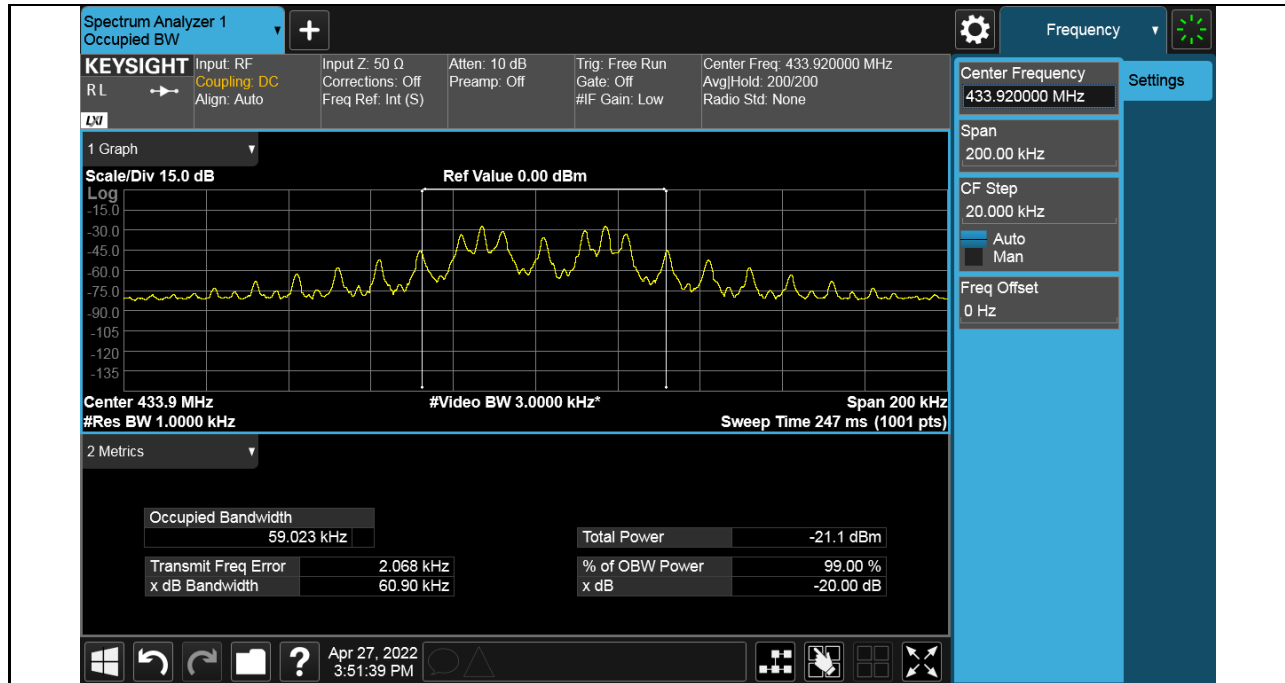 Spectrum Analyzer 1
Occupied BW
+
Frequency
KEYSIGHT
R L
LXI
Input: RF
Coupling: DC
Align: Auto
Input Z: 50 Ω
Corrections: Off
Freq Ref: Int (S)
Atten: 10 dB
Preamp: Off
Trig: Free Run
Gate: Off
#IF Gain: Low
Center Freq: 433.920000 MHz
Avg|Hold: 200/200
Radio Std: None
Center Frequency
433.920000 MHz
Settings
Span
200.00 kHz
CF Step
20.000 kHz
Auto
Man
Freq Offset
0 Hz
1 Graph
Scale/Div 15.0 dB
Ref Value 0.00 dBm
Log
-15.0
-30.0
-45.0
-60.0
-75.0
-90.0
-105
-120
-135
Center 433.9 MHz
#Video BW 3.0000 kHz*
Span 200 kHz
#Res BW 1.0000 kHz
Sweep Time 247 ms (1001 pts)
2 Metrics
Occupied Bandwidth
59.023 kHz
Total Power -21.1 dBm
Transmit Freq Error 2.068 kHz
% of OBW Power 99.00 %
x dB Bandwidth 60.90 kHz
x dB -20.00 dB
?
Apr 27, 2022
3:51:39 PM